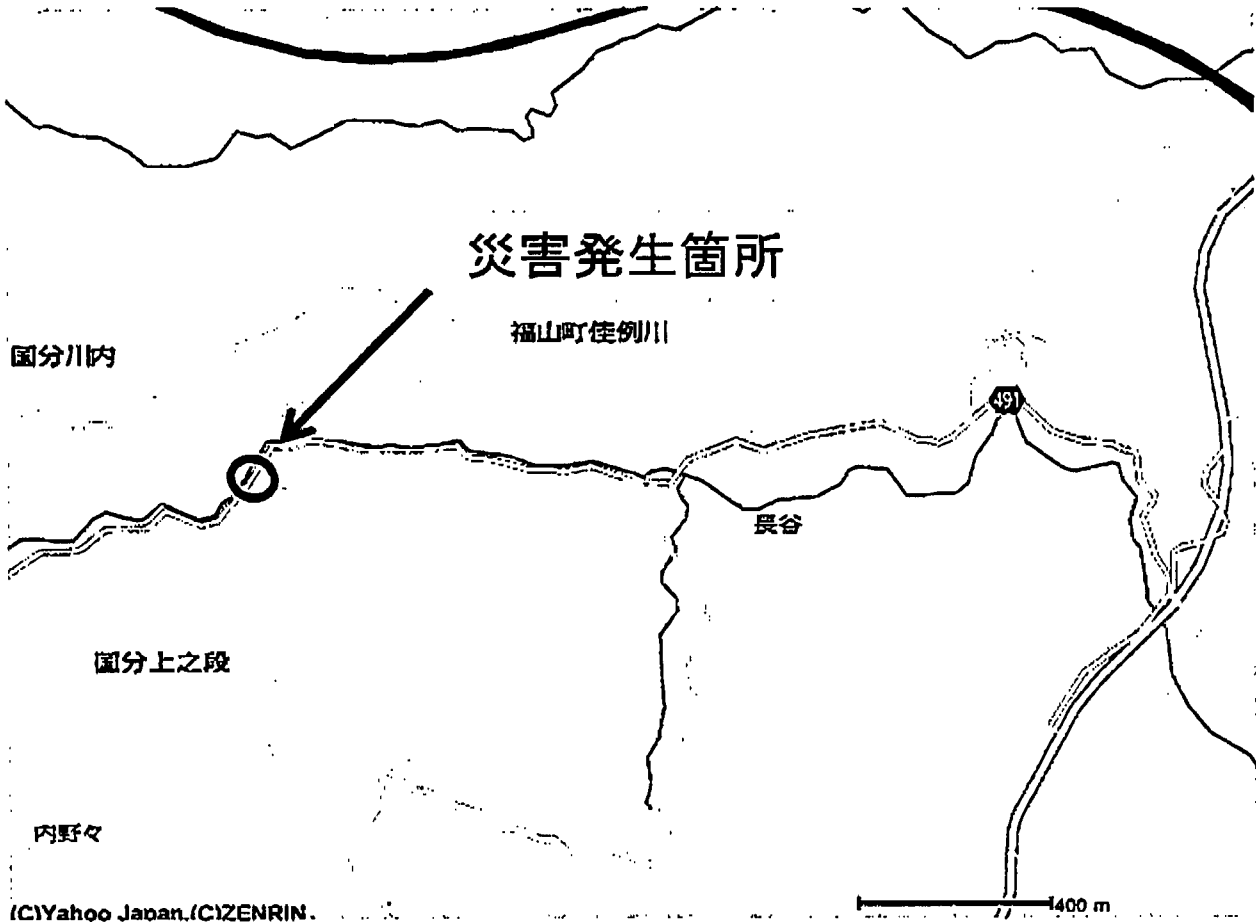 災害発生箇所
福山町佳例川
国分川内
491
長谷
国分上之段
内野々
(C)Yahoo Japan,(C)ZENRIN.
400 m